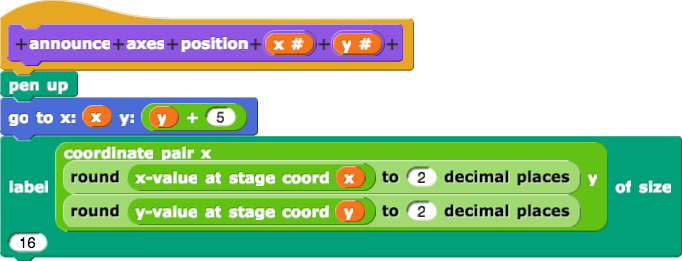 +announce+axes+position+ x # + y # +
pen up
go to x: x y: y + 5
coordinate pair x
label round x-value at stage coord x to 2 decimal places y of size
round y-value at stage coord y to 2 decimal places
16